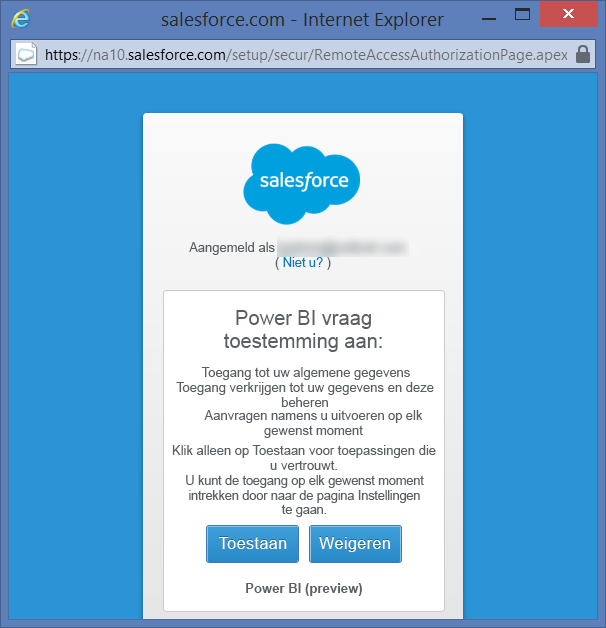 salesforce.com - Internet Explorer
https://na10.salesforce.com/setup/secur/RemoteAccessAuthorizationPage.apex
salesforce
Aangemeld als
( Niet u? )
Power BI vraag
toestemming aan:
Toegang tot uw algemene gegevens
Toegang verkrijgen tot uw gegevens en deze
beheren
Aanvragen namens u uitvoeren op elk
gewenst moment
Klik alleen op Toestaan voor toepassingen die
u vertrouwt.
U kunt de toegang op elk gewenst moment
intrekken door naar de pagina Instellingen
te gaan.
Toestaan Weigeren
Power BI (preview)